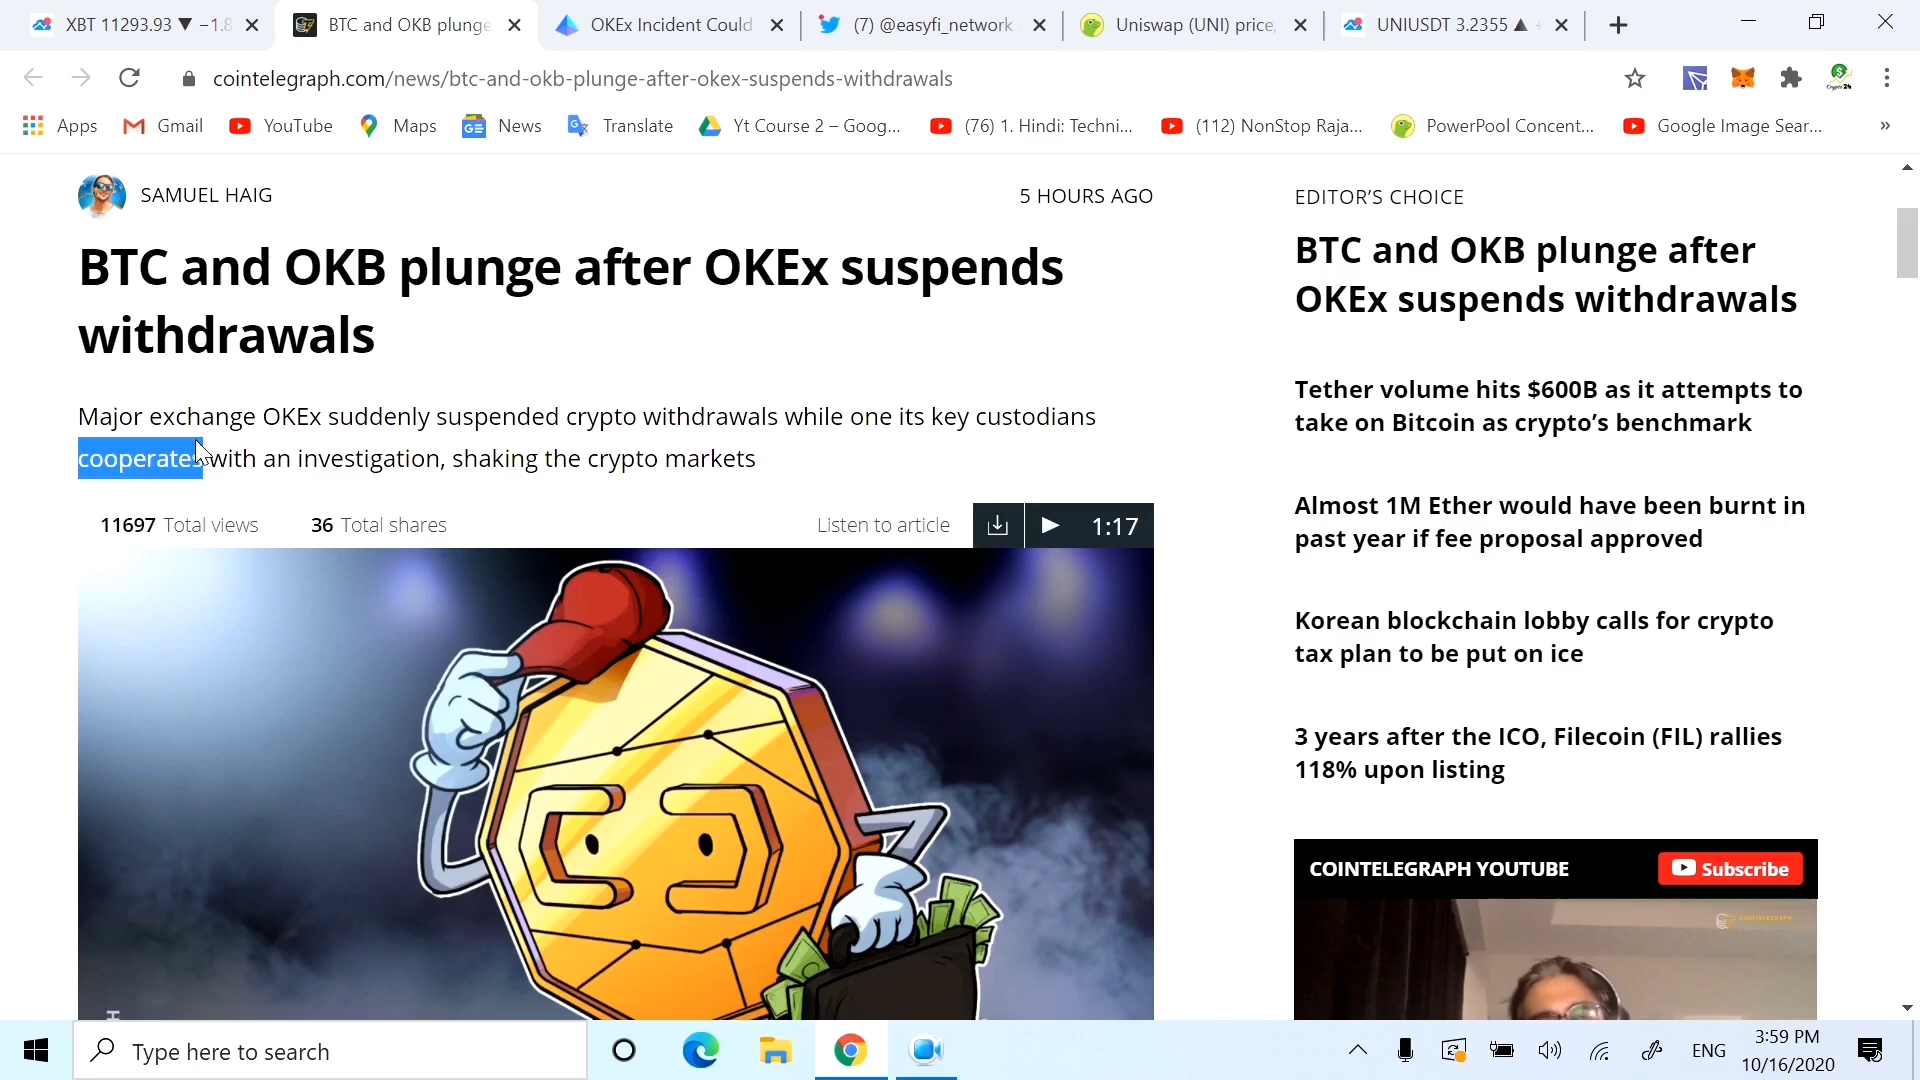 XBT 11293.93 ▼ −1.8
BTC and OKB plunge
OKEx Incident Could
(7) @easyfi_network
Uniswap (UNI) price,
UNIUSDT 3.2355 ▲
cointelegraph.com/news/btc-and-okb-plunge-after-okex-suspends-withdrawals
Apps
Gmail
YouTube
Maps
News
Translate
Yt Course 2 – Goog...
(76) 1. Hindi: Techni...
(112) NonStop Raja...
PowerPool Concent...
Google Image Sear...
»
SAMUEL HAIG
5 HOURS AGO
BTC and OKB plunge after OKEx suspends
withdrawals
Major exchange OKEx suddenly suspended crypto withdrawals while one its key custodians
cooperates with an investigation, shaking the crypto markets
11697 Total views
36 Total shares
Listen to article
1:17
EDITOR’S CHOICE
BTC and OKB plunge after
OKEx suspends withdrawals
Tether volume hits $600B as it attempts to
take on Bitcoin as crypto’s benchmark
Almost 1M Ether would have been burnt in
past year if fee proposal approved
Korean blockchain lobby calls for crypto
tax plan to be put on ice
3 years after the ICO, Filecoin (FIL) rallies
118% upon listing
COINTELEGRAPH YOUTUBE
Subscribe
COINTELEGRAPH
Type here to search
ENG
3:59 PM
10/16/2020